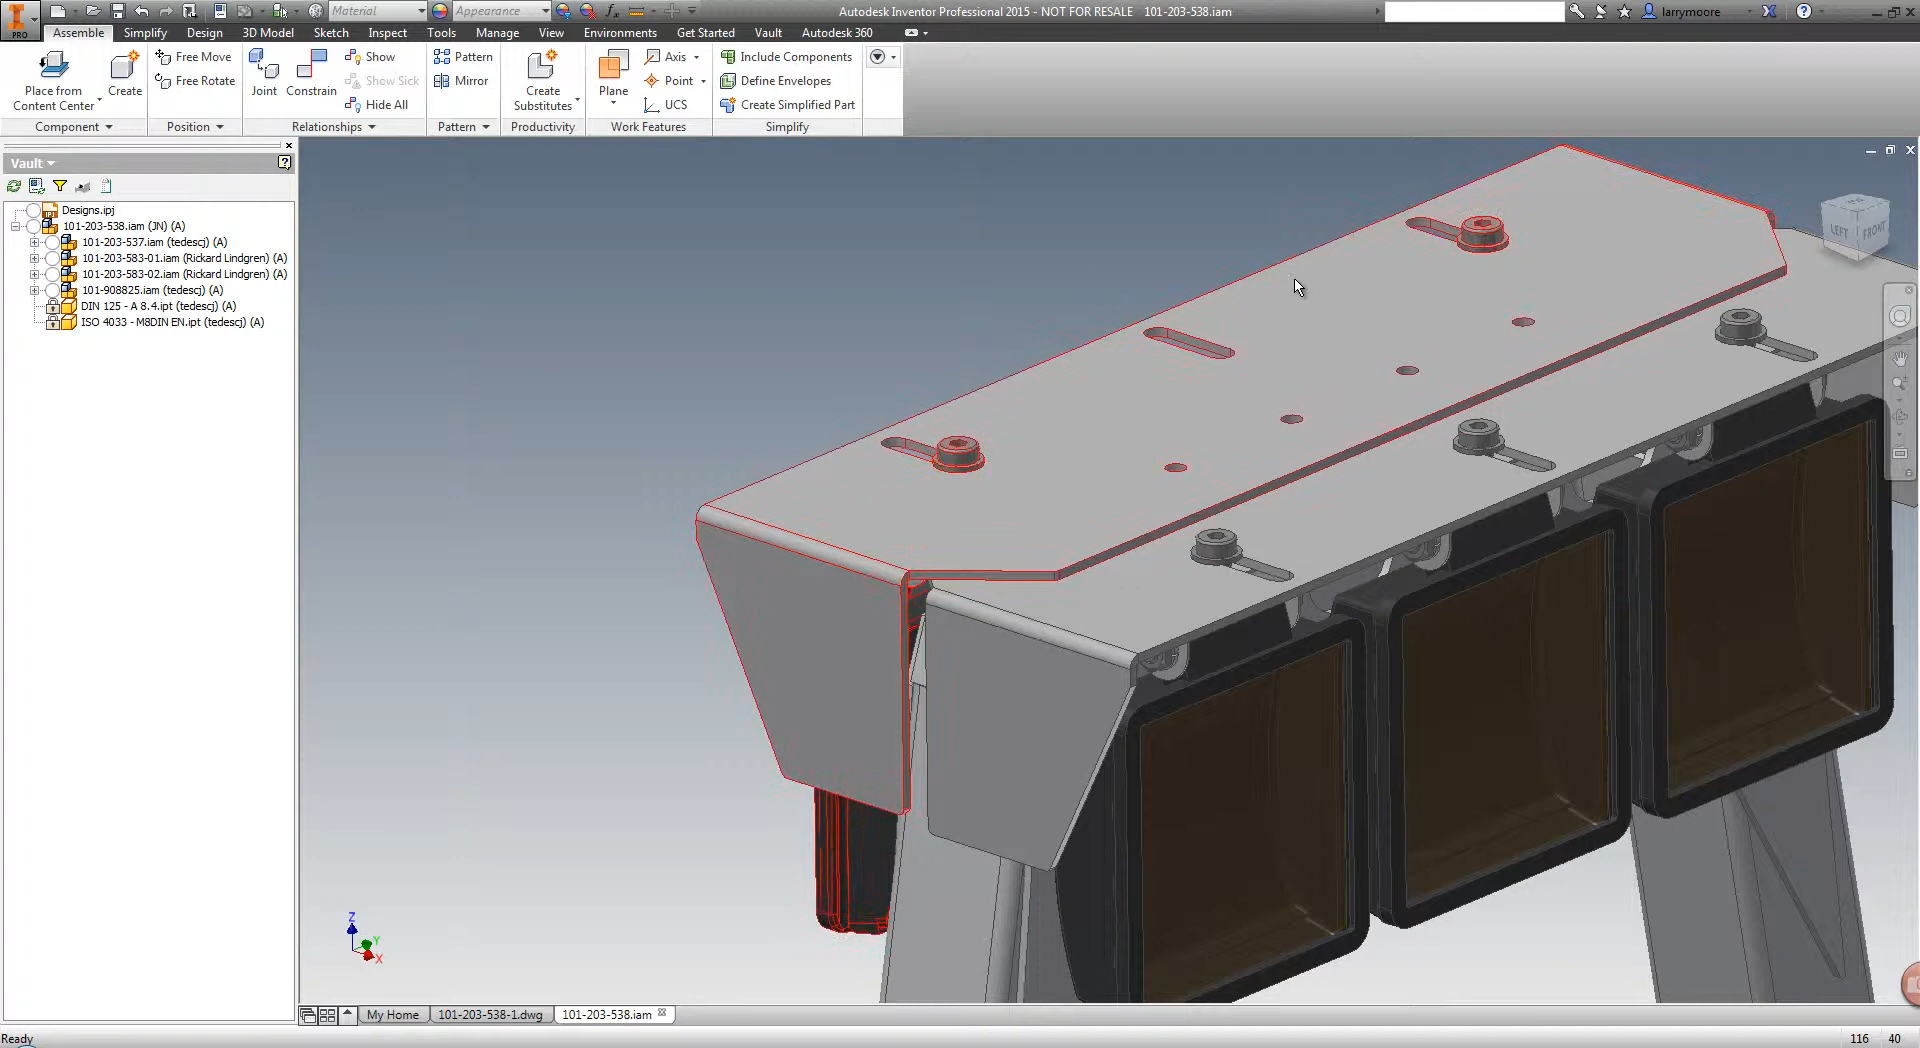 Material
Appearance
Autodesk Inventor Professional 2015 - NOT FOR RESALE 101-203-538.iam
larrymoore
PRO
Assemble Simplify Design 3D Model Sketch Inspect Tools Manage View Environments Get Started Vault Autodesk 360
Place from
Content Center
Create
Free Move
Free Rotate
Joint
Constrain
Show
Show Sick
Hide All
Pattern
Mirror
Create
Substitutes
Plane
Axis
Point
UCS
Include Components
Define Envelopes
Create Simplified Part
Component Position Relationships Pattern Productivity Work Features Simplify
Vault
Designs.ipj
101-203-538.iam (JN) (A)
101-203-537.iam (tedescj) (A)
101-203-583-01.iam (Rickard Lindgren) (A)
101-203-583-02.iam (Rickard Lindgren) (A)
101-908825.iam (tedescj) (A)
DIN 125 - A 8.4.ipt (tedescj) (A)
ISO 4033 - M8DIN EN.ipt (tedescj) (A)
LEFT FRONT
Z
Y
X
My Home 101-203-538-1.dwg 101-203-538.iam
Ready
116 40